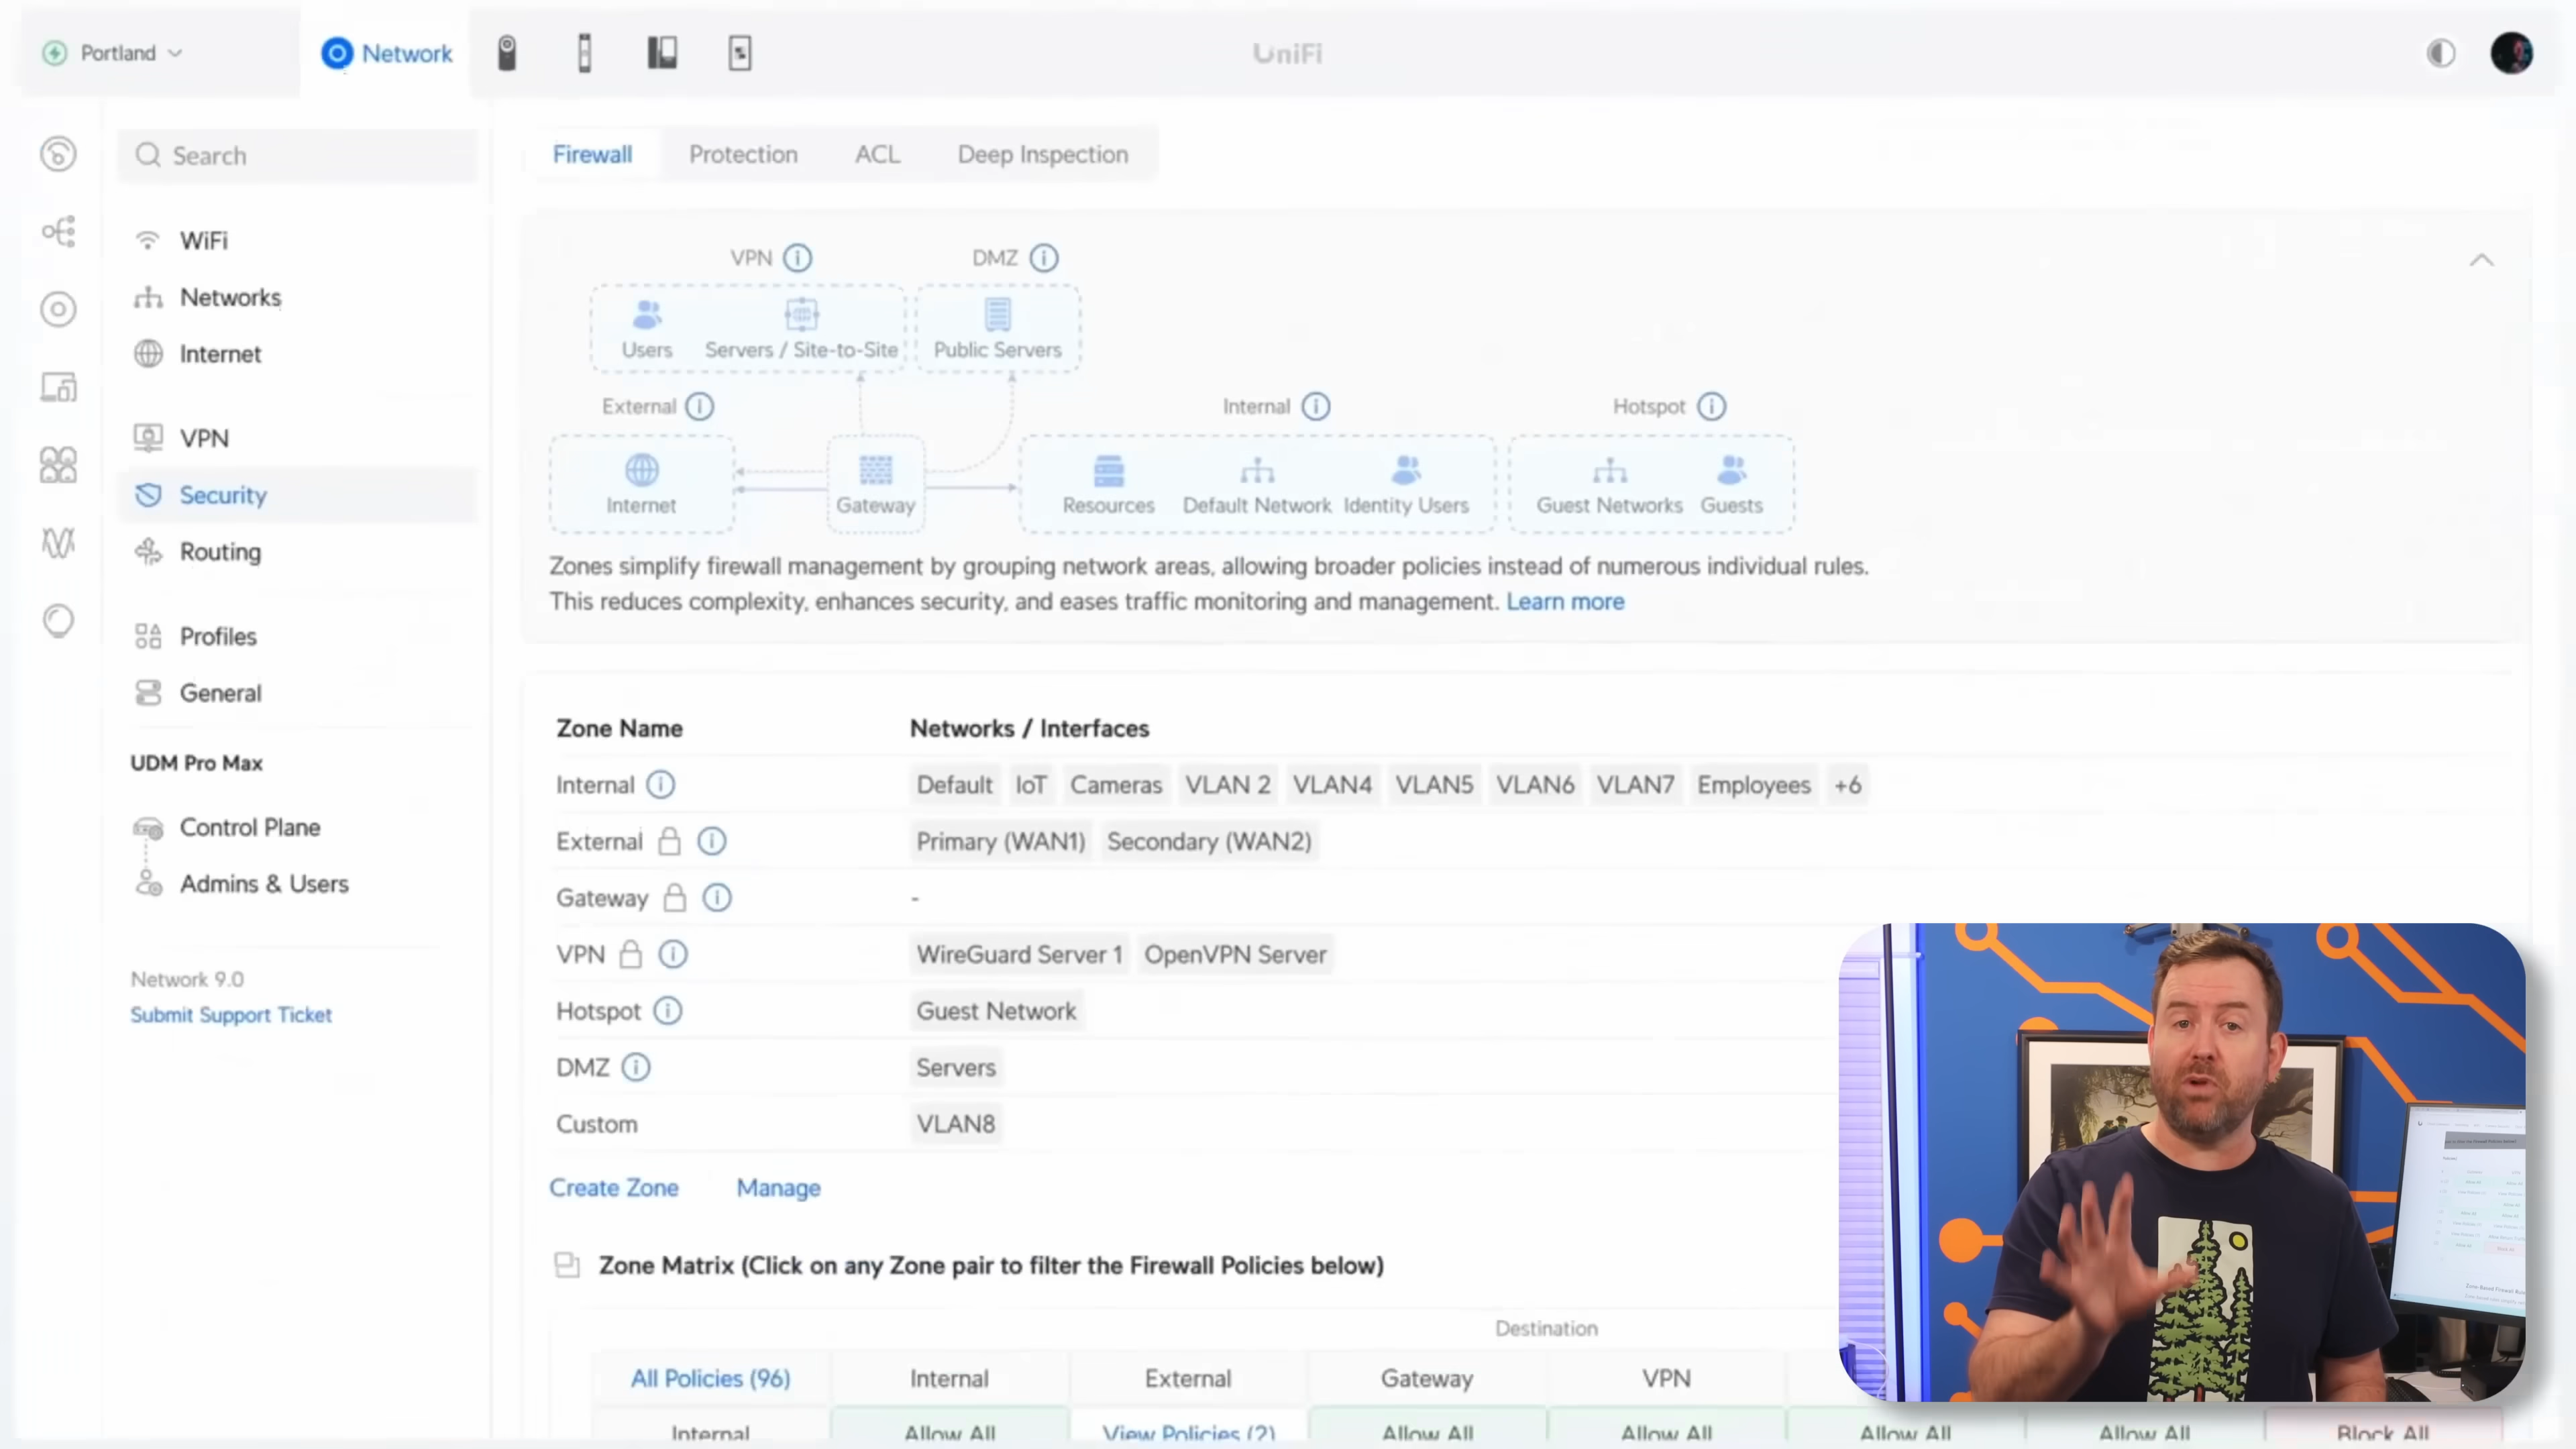 Portland
Network
UniFi
Search
WiFi
Networks
Internet
VPN
Security
Routing
Profiles
General
UDM Pro Max
Control Plane
Admins & Users
Network 9.0
Submit Support Ticket
Firewall Protection ACL Deep Inspection
VPN DMZ
Users Servers / Site-to-Site Public Servers
External Internal Hotspot
Internet Gateway Resources Default Network Identity Users Guest Networks Guests
Zones simplify firewall management by grouping network areas, allowing broader policies instead of numerous individual rules.
This reduces complexity, enhances security, and eases traffic monitoring and management. Learn more
Zone Name Networks / Interfaces
Internal Default IoT Cameras VLAN 2 VLAN4 VLAN5 VLAN6 VLAN7 Employees +6
External Primary (WAN1) Secondary (WAN2)
Gateway -
VPN WireGuard Server 1 OpenVPN Server
Hotspot Guest Network
DMZ Servers
Custom VLAN8
Create Zone Manage
Zone Matrix (Click on any Zone pair to filter the Firewall Policies below)
Destination
All Policies (96) Internal External Gateway VPN
Internal Allow All View Policies (2) Allow All Allow All Allow All Allow All Block All